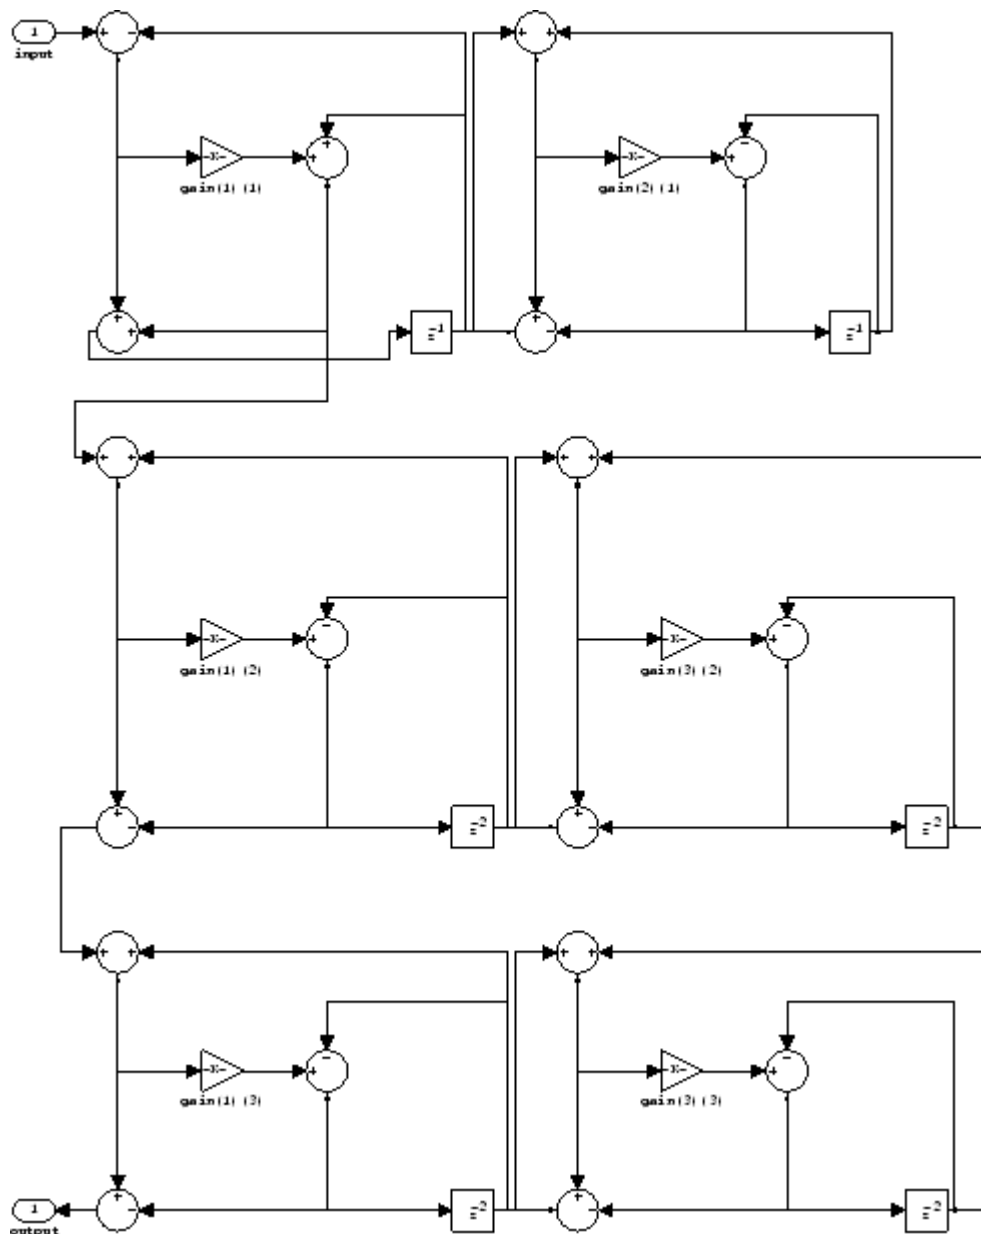 1
input
-K-
gain(1)(1)
-K-
gain(2)(1)
z-1
z-1
-K-
gain(1)(2)
-K-
gain(3)(2)
z-2
z-2
-K-
gain(1)(3)
-K-
gain(3)(3)
1
output
z-2
z-2